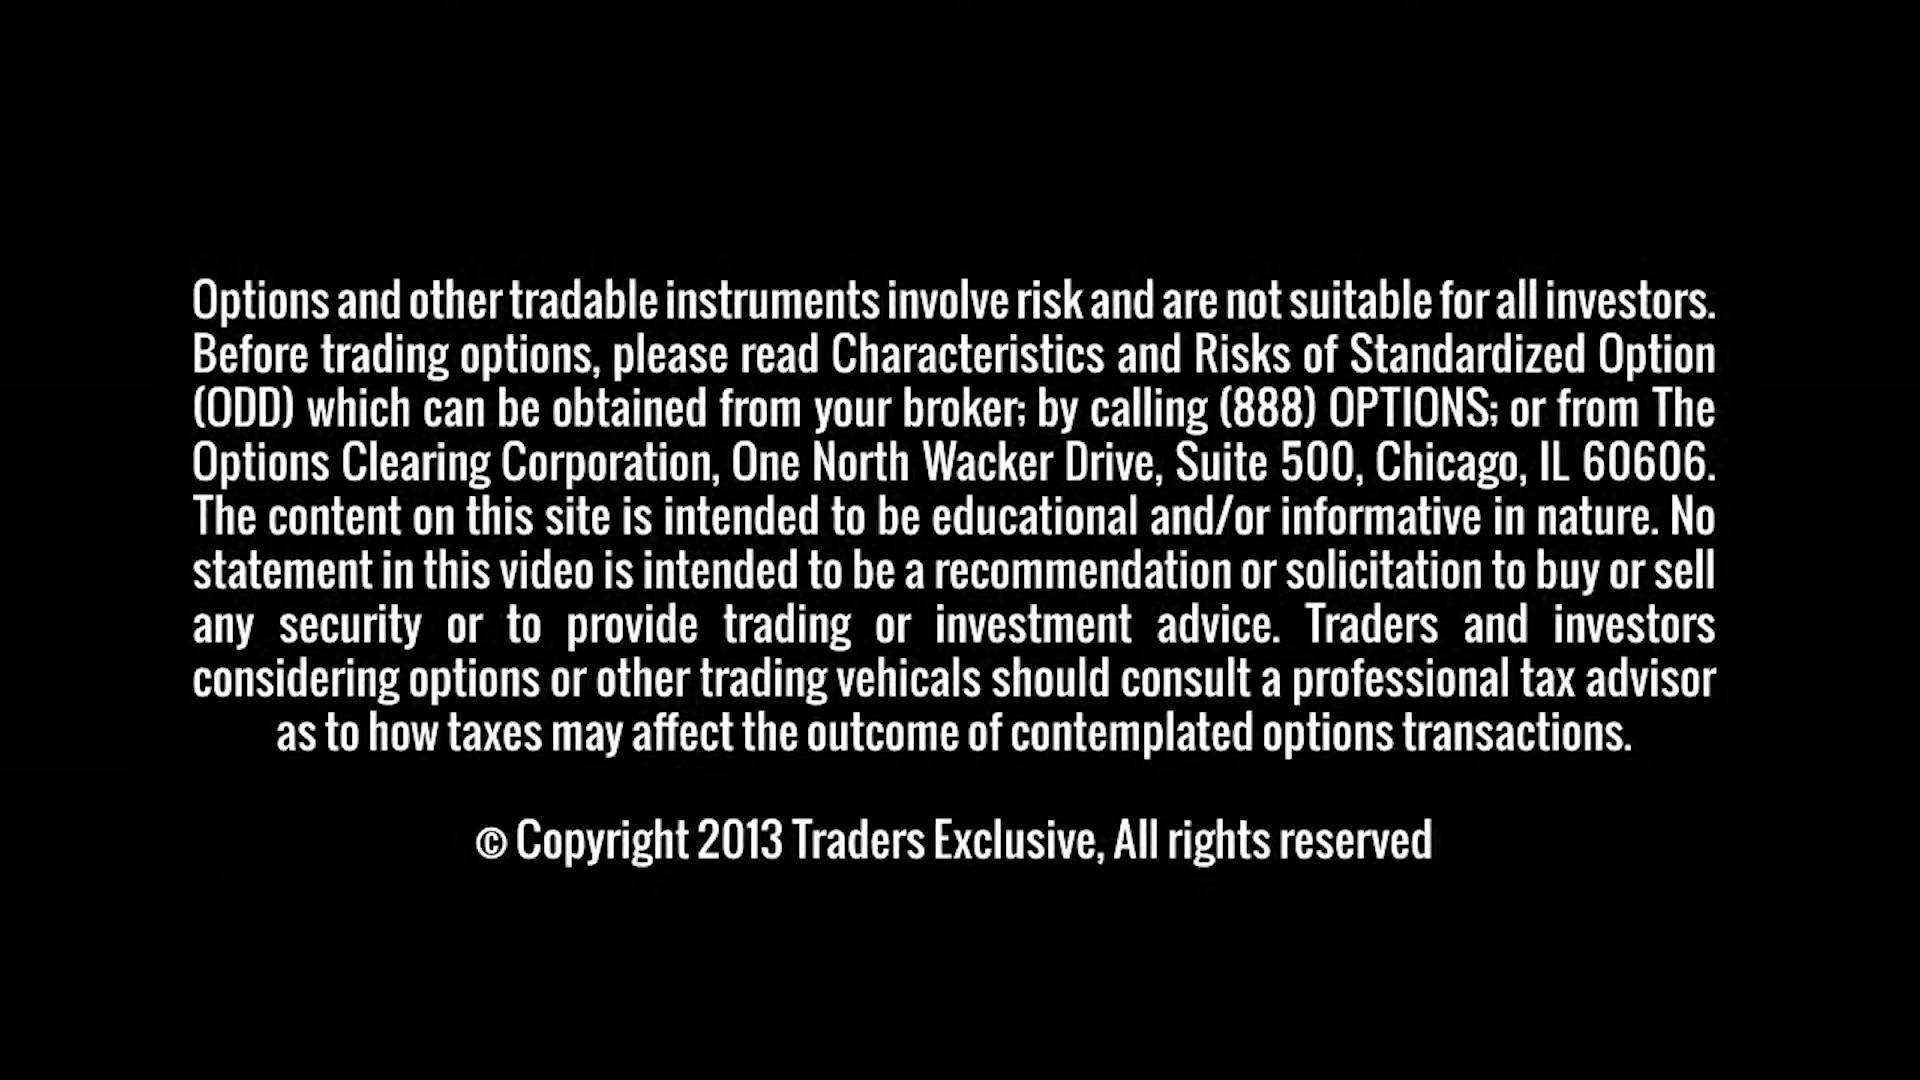 Options and other tradable instruments involve risk and are not suitable for all investors.
Before trading options, please read Characteristics and Risks of Standardized Option
(ODD) which can be obtained from your broker; by calling (888) OPTIONS; or from The
Options Clearing Corporation, One North Wacker Drive, Suite 500, Chicago, IL 60606.
The content on this site is intended to be educational and/or informative in nature. No
statement in this video is intended to be a recommendation or solicitation to buy or sell
any security or to provide trading or investment advice. Traders and investors
considering options or other trading vehicals should consult a professional tax advisor
as to how taxes may affect the outcome of contemplated options transactions.
© Copyright 2013 Traders Exclusive, All rights reserved